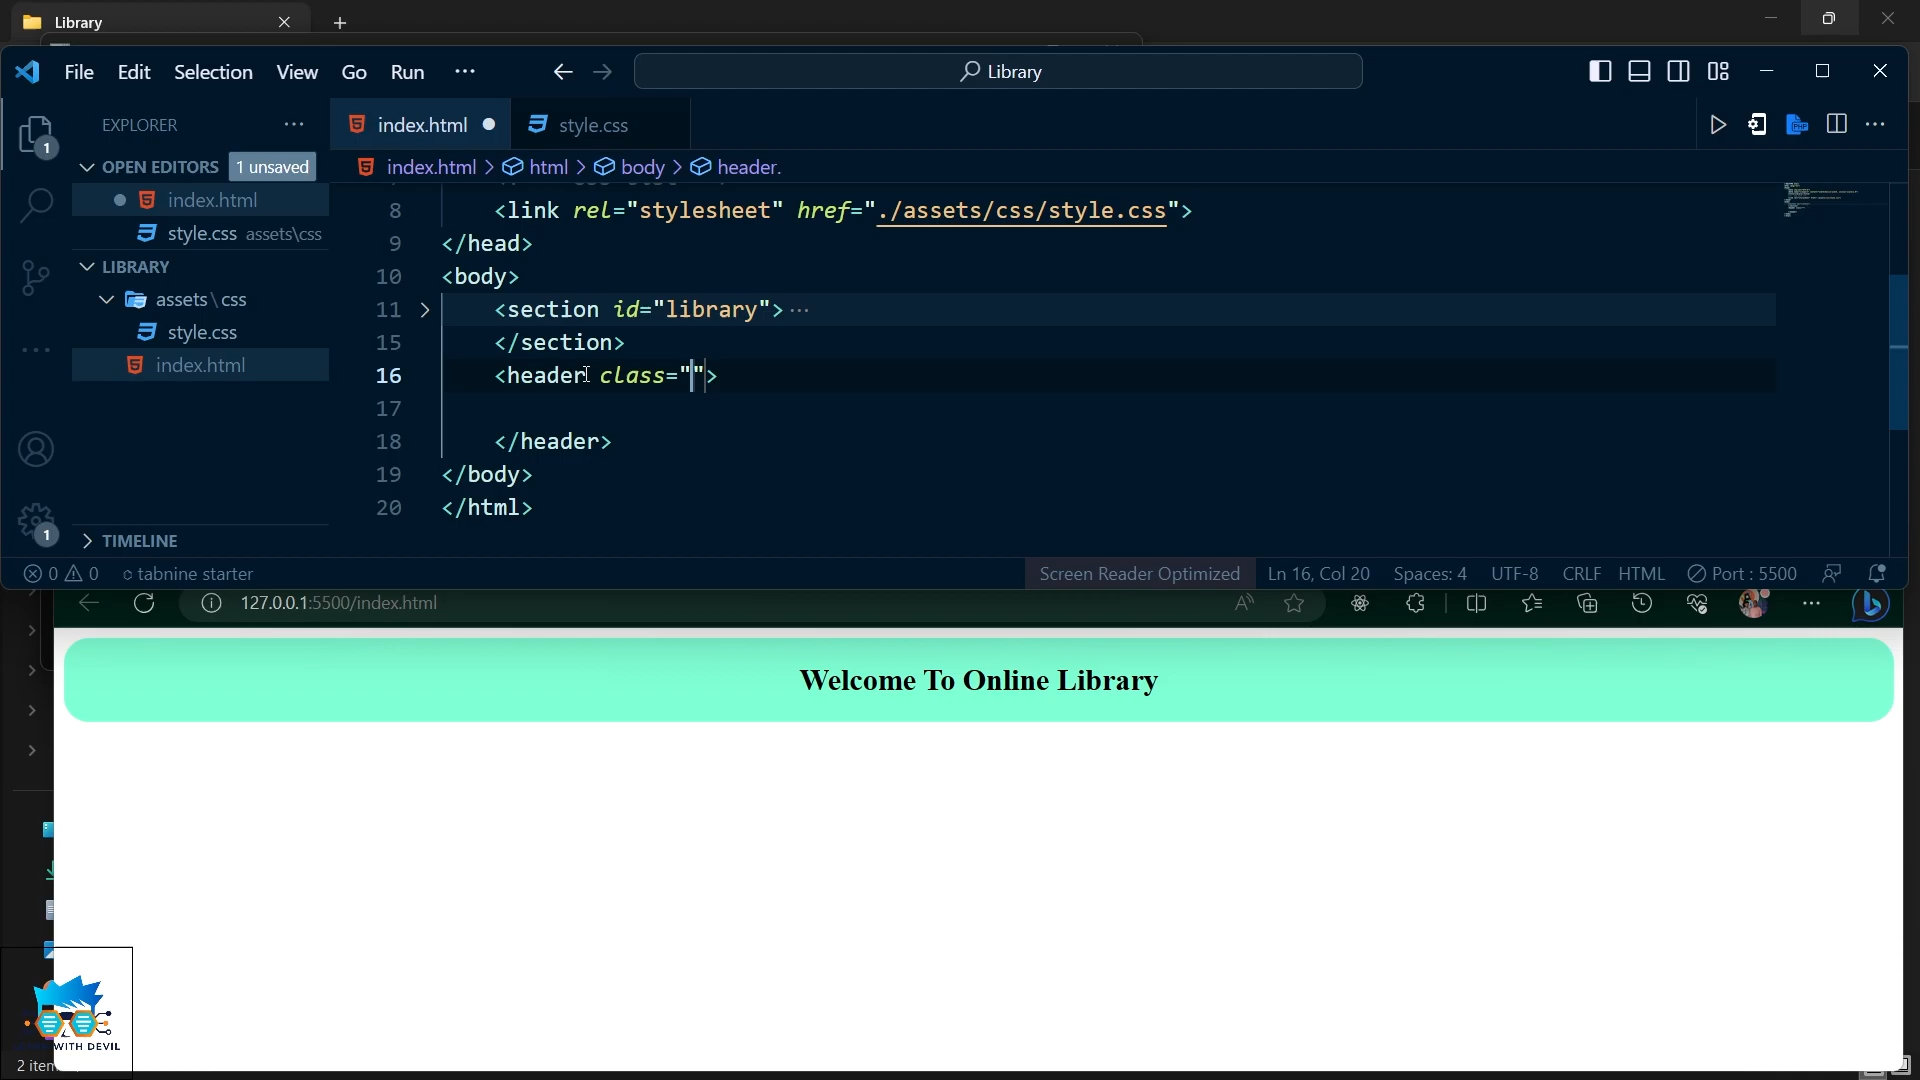 Library
File Edit Selection View Go Run
Library
EXPLORER
index.html
style.css
OPEN EDITORS 1 unsaved
index.html > html > body > header.
index.html
style.css assets\css
LIBRARY
assets\css
style.css
index.html
8 <link rel="stylesheet" href="./assets/css/style.css">
9 </head>
10 <body>
11 <section id="library">…
15 </section>
16 <header class="">
17
18 </header>
19 </body>
20 </html>
1
1
TIMELINE
0 0 tabnine starter
Screen Reader Optimized Ln 16, Col 20 Spaces: 4 UTF-8 CRLF HTML Port : 5500
127.0.0.1:5500/index.html
Welcome To Online Library
WITH DEVIL
2 item